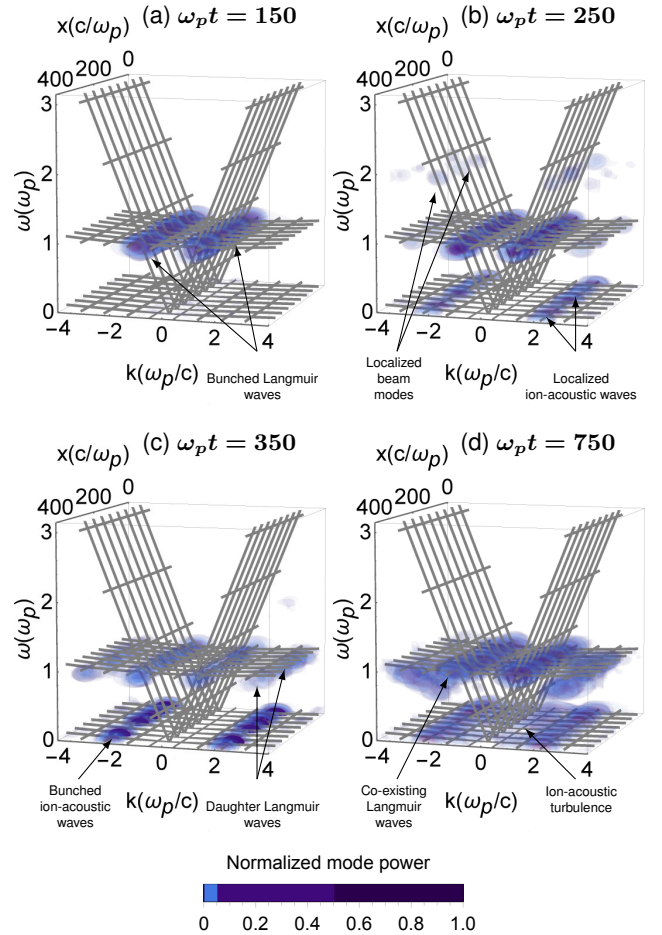 (a) ωₚt = 150
x(c/ωₚ)
400 200 0
3
2
1
0
ω(ωₚ)
−4 −2 0 2 4
k(ωₚ/c)
Bunched Langmuir
waves
(b) ωₚt = 250
x(c/ωₚ)
400 200 0
3
2
1
0
ω(ωₚ)
−4 −2 0 2 4
k(ωₚ/c)
Localized
beam
modes
Localized
ion-acoustic waves
(c) ωₚt = 350
x(c/ωₚ)
400 200 0
3
2
1
0
ω(ωₚ)
−4 −2 0 2 4
k(ωₚ/c)
Bunched
ion-acoustic
waves
Daughter Langmuir
waves
(d) ωₚt = 750
x(c/ωₚ)
400 200 0
3
2
1
0
ω(ωₚ)
−4 −2 0 2 4
k(ωₚ/c)
Co-existing
Langmuir
waves
Ion-acoustic
turbulence
Normalized mode power
0 0.2 0.4 0.6 0.8 1.0